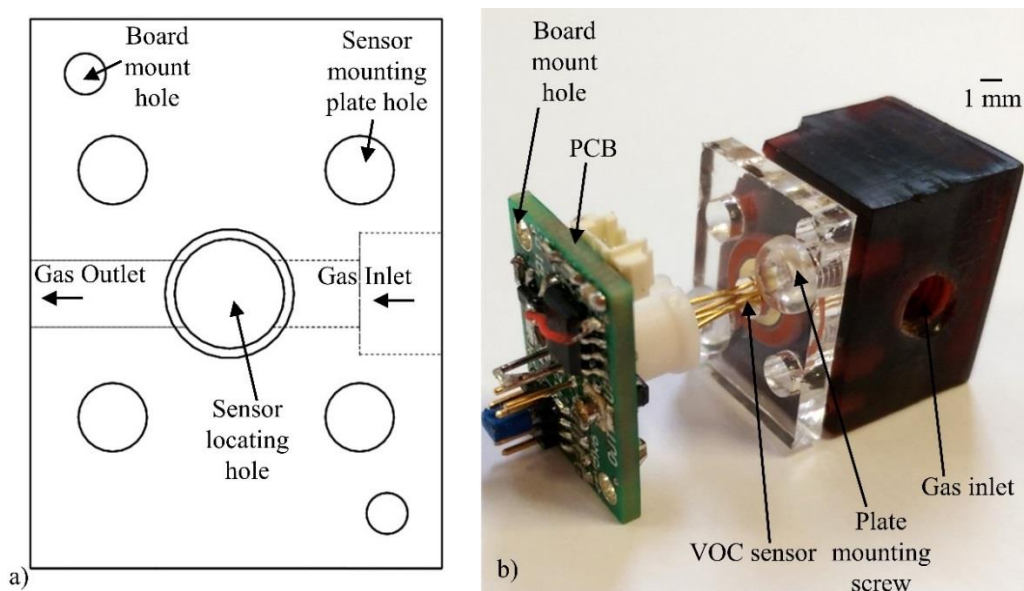 Board
mount
hole
Sensor
mounting
plate hole
Gas Outlet
Gas Inlet
Sensor
locating
hole
a)
Board
mount
hole
PCB
1 mm
Gas inlet
Plate
mounting
screw
VOC sensor
b)